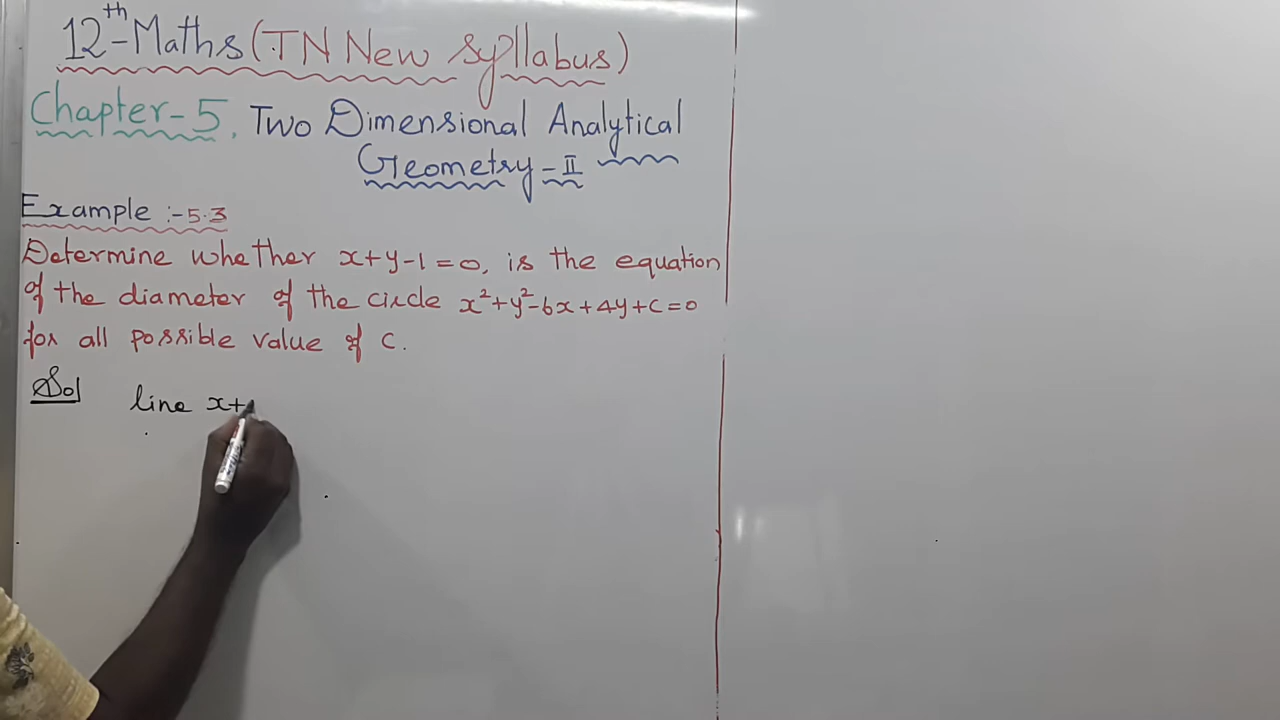 12th-Maths (TN New Syllabus)
Chapter-5. Two Dimensional Analytical
Geometry-II
Example :-5.3
Determine whether x+y-1=0, is the equation
of the diameter of the circle x²+y²-6x+4y+c=0
for all possible value of c.
Sol line x+